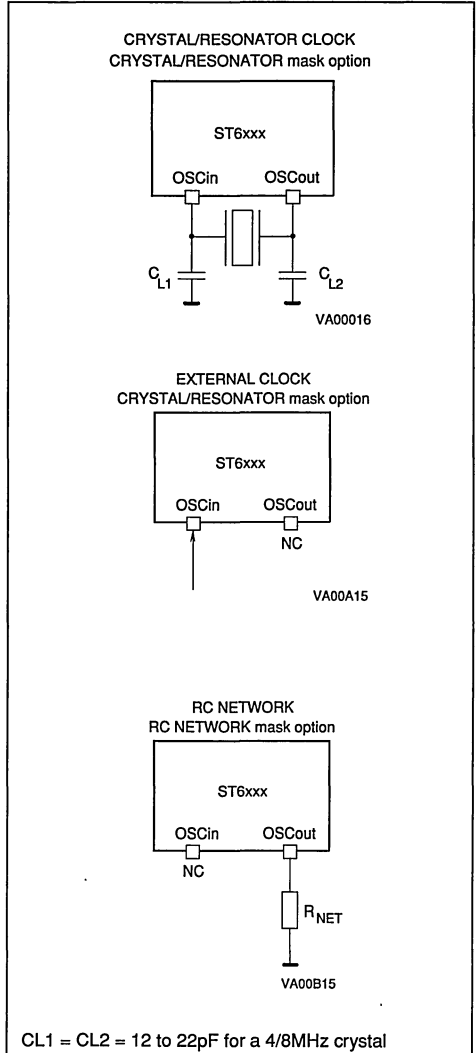 CRYSTAL/RESONATOR CLOCK
CRYSTAL/RESONATOR mask option
ST6xxx
OSCin OSCout
CL1 CL2
VA00016
EXTERNAL CLOCK
CRYSTAL/RESONATOR mask option
ST6xxx
OSCin OSCout
NC
VA00A15
RC NETWORK
RC NETWORK mask option
ST6xxx
OSCin OSCout
NC
RNET
VA00B15
CL1 = CL2 = 12 to 22pF for a 4/8MHz crystal